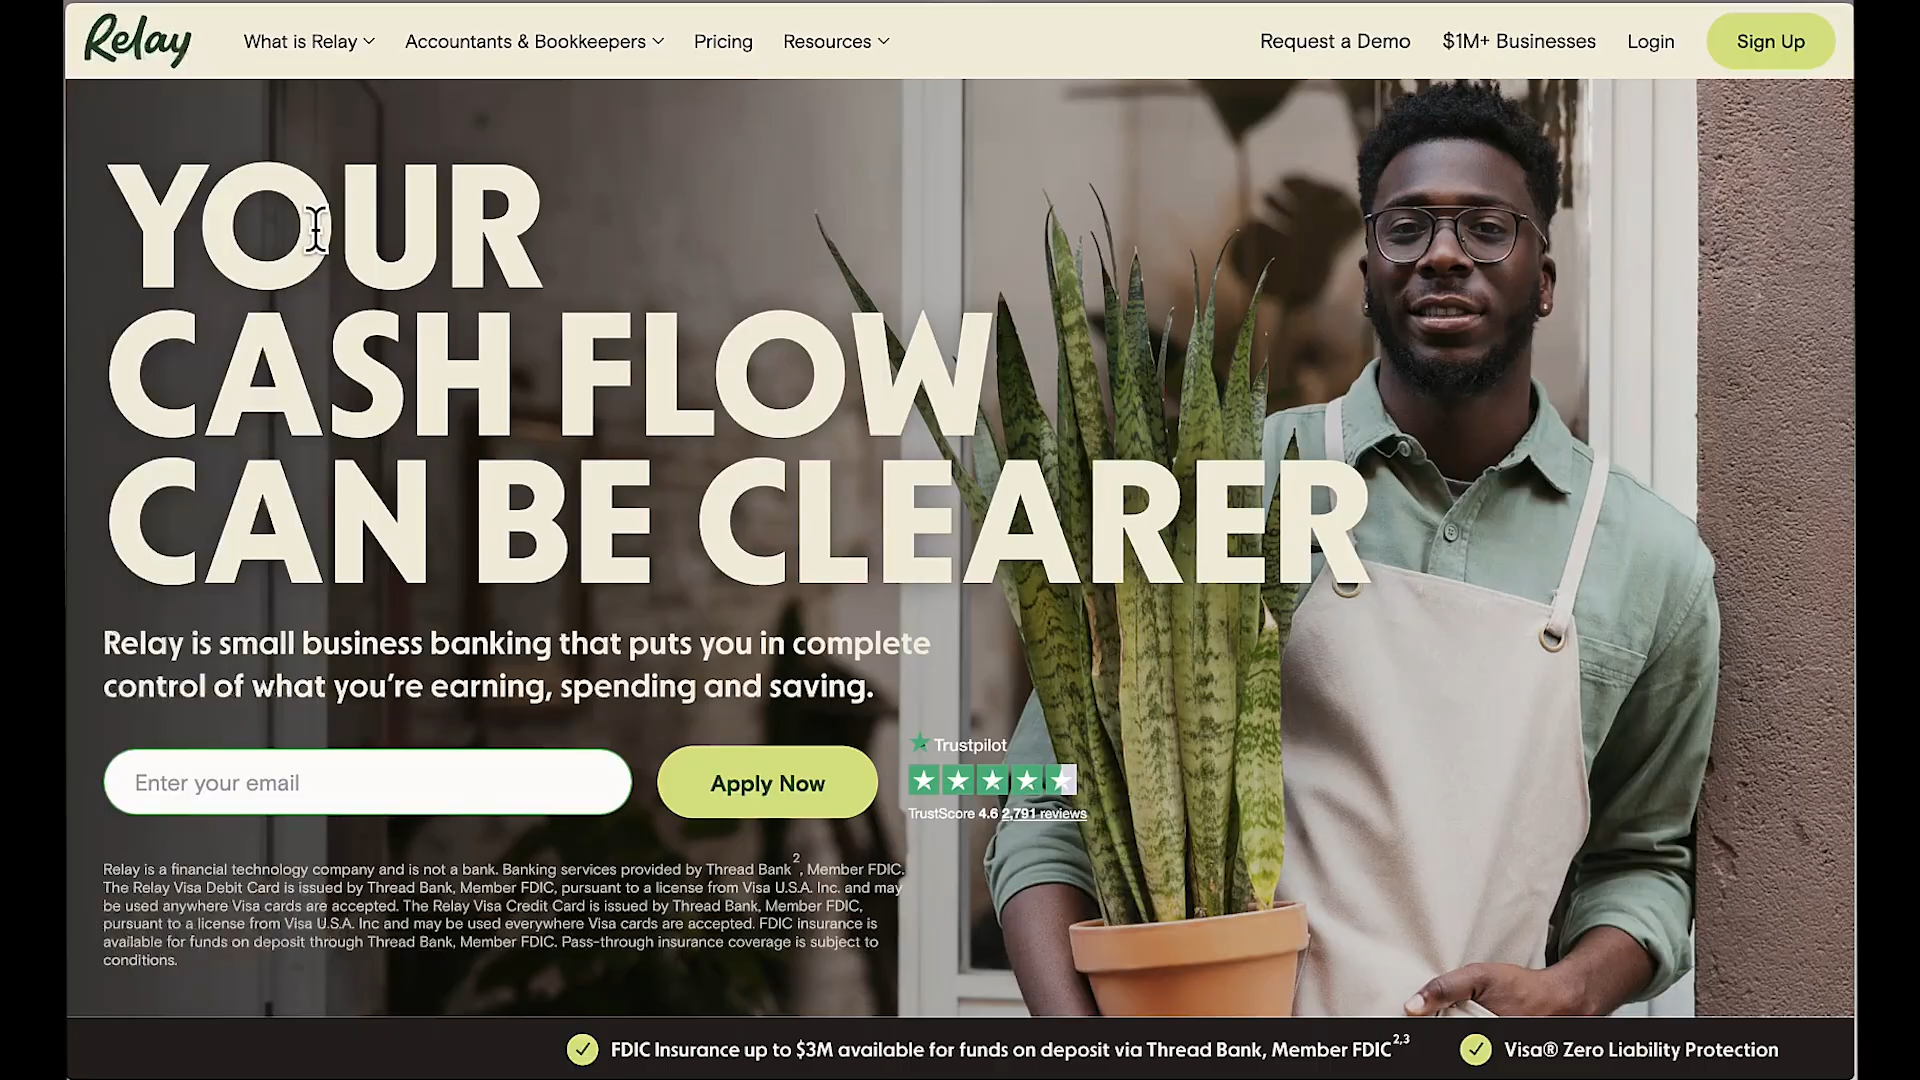 Relay
What is Relay
Accountants & Bookkeepers
Pricing
Resources
Request a Demo
$1M+ Businesses
Login
Sign Up
YOUR
CASH FLOW
CAN BE CLEARER
Relay is small business banking that puts you in complete
control of what you're earning, spending and saving.
Enter your email
Apply Now
Trustpilot
TrustScore 4.6 2,791 reviews
Relay is a financial technology company and is not a bank. Banking services provided by Thread Bank2, Member FDIC.
The Relay Visa Debit Card is issued by Thread Bank, Member FDIC, pursuant to a license from Visa U.S.A. Inc. and may
be used anywhere Visa cards are accepted. The Relay Visa Credit Card is issued by Thread Bank, Member FDIC,
pursuant to a license from Visa U.S.A. Inc and may be used everywhere Visa cards are accepted. FDIC insurance is
available for funds on deposit through Thread Bank, Member FDIC. Pass-through insurance coverage is subject to
conditions.
FDIC Insurance up to $3M available for funds on deposit via Thread Bank, Member FDIC2,3
Visa® Zero Liability Protection